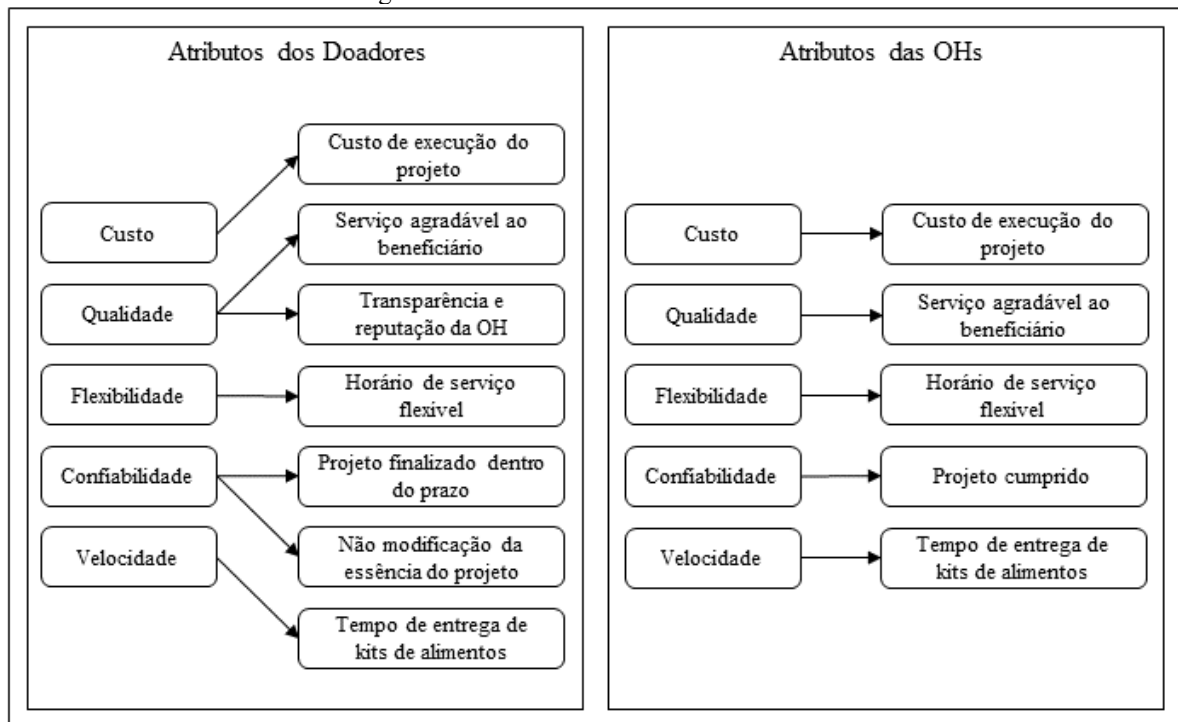 Atributos dos Doadores
Custo
Qualidade
Flexibilidade
Confiabilidade
Velocidade
Custo de execução do
projeto
Serviço agradável ao
beneficiário
Transparência e
reputação da OH
Horário de serviço
flexível
Projeto finalizado dentro
do prazo
Não modificação da
essência do projeto
Tempo de entrega de
kits de alimentos
Atributos das OHs
Custo
Qualidade
Flexibilidade
Confiabilidade
Velocidade
Custo de execução do
projeto
Serviço agradável ao
beneficiário
Horário de serviço
flexível
Projeto cumprido
Tempo de entrega de
kits de alimentos